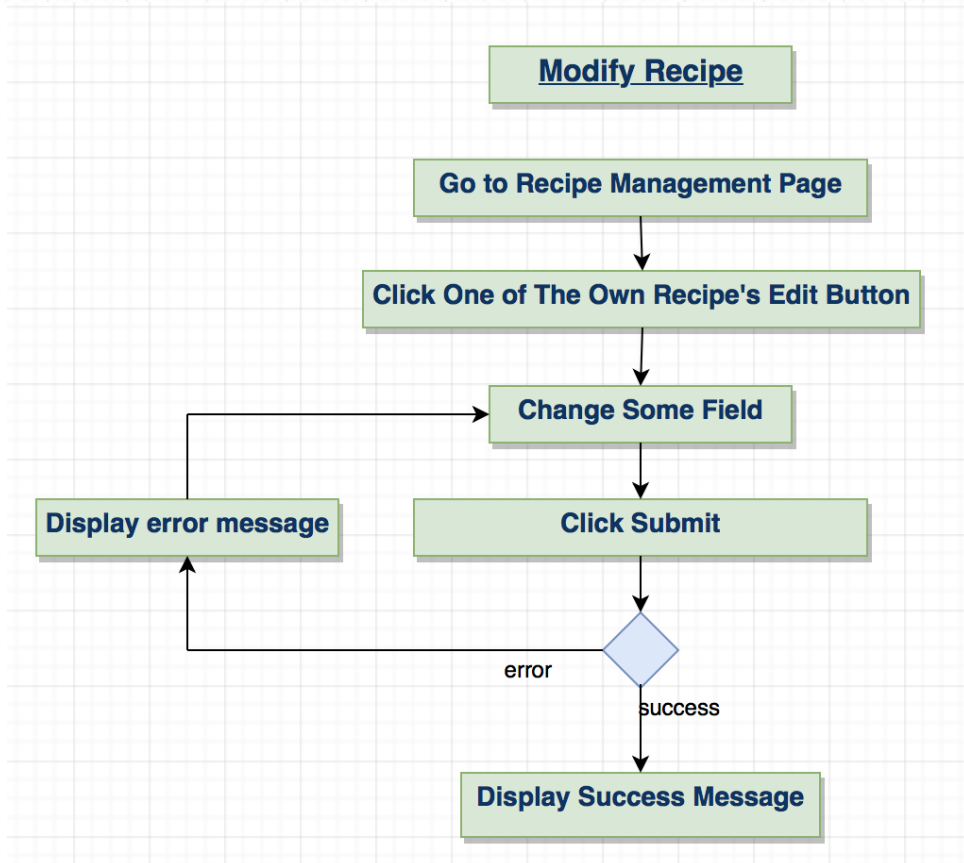 Modify Recipe
Go to Recipe Management Page
Click One of The Own Recipe's Edit Button
Change Some Field
Display error message
Click Submit
error
success
Display Success Message